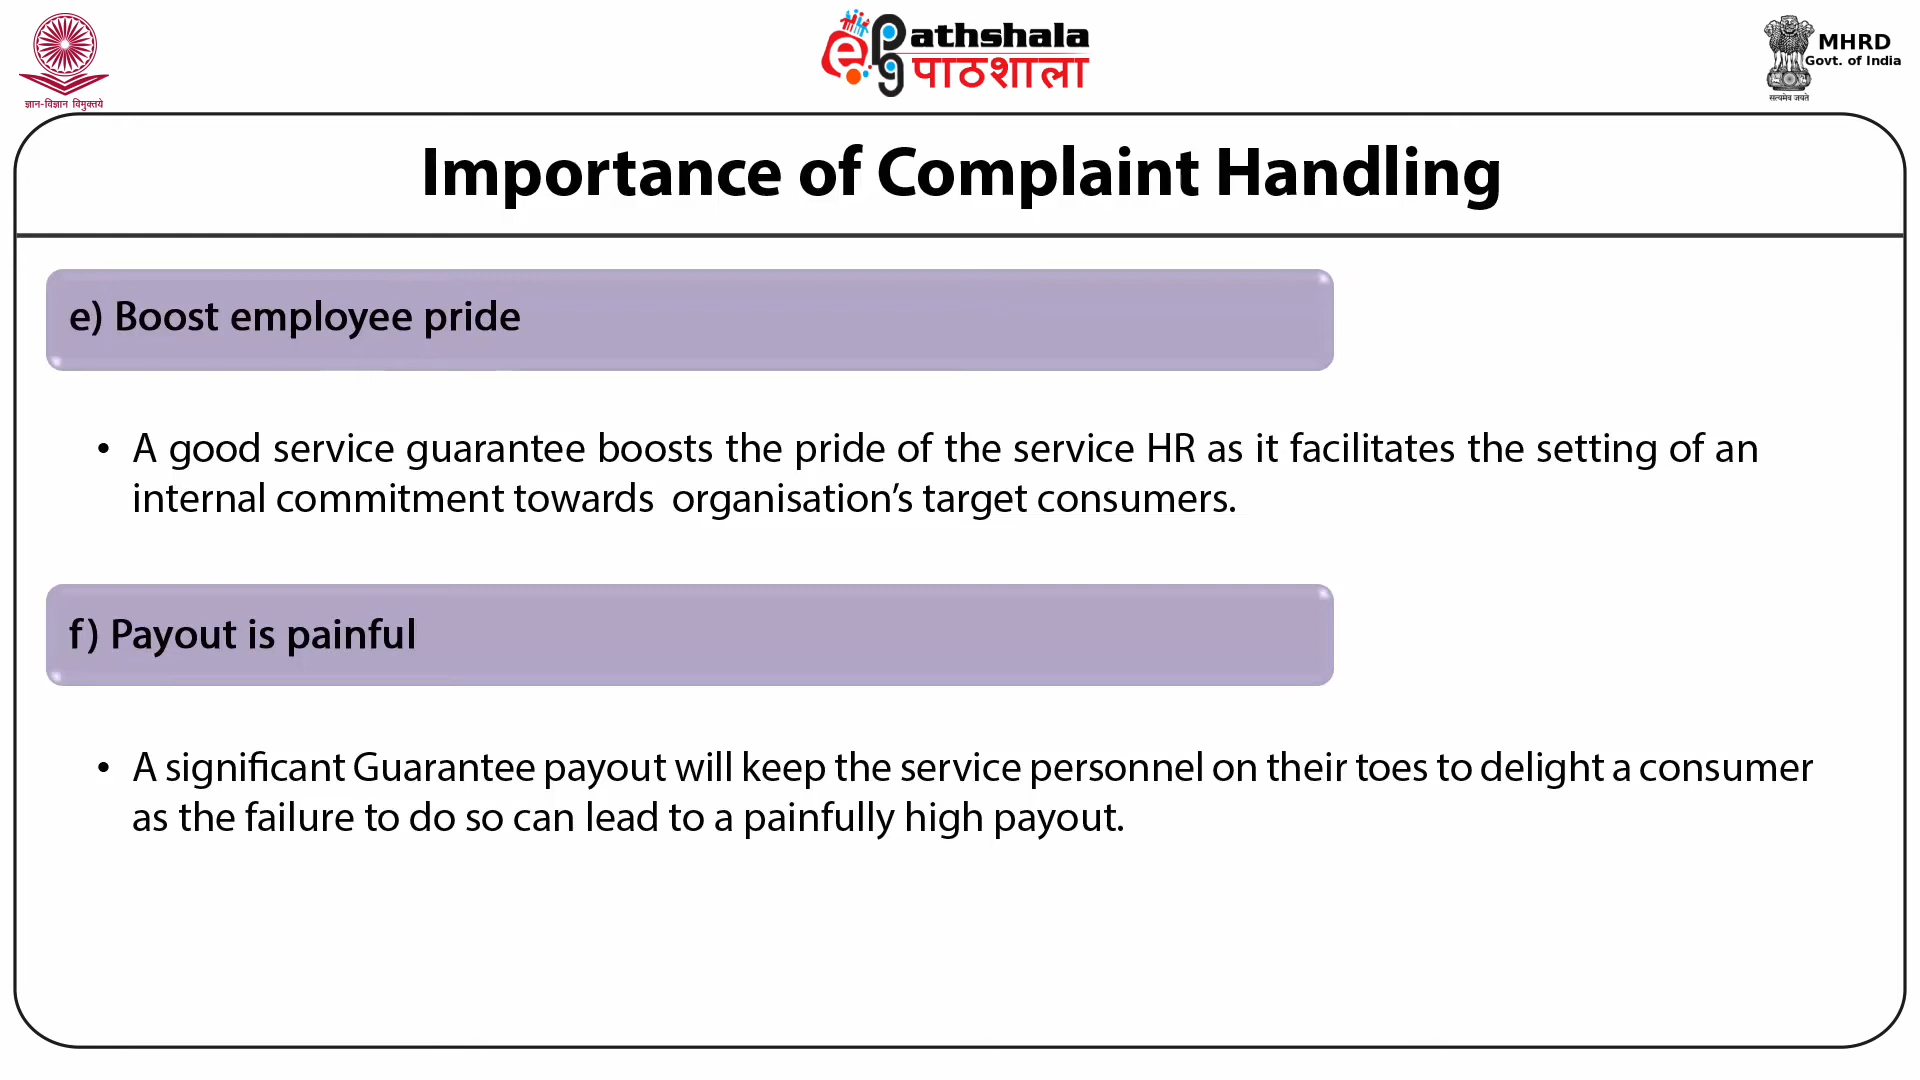 ज्ञान-विज्ञान विमुक्तये
e pg athshala
पाठशाला
MHRD
Govt. of India
सत्यमेव जयते
Importance of Complaint Handling
e) Boost employee pride
• A good service guarantee boosts the pride of the service HR as it facilitates the setting of an
internal commitment towards organisation’s target consumers.
f) Payout is painful
• A significant Guarantee payout will keep the service personnel on their toes to delight a consumer
as the failure to do so can lead to a painfully high payout.